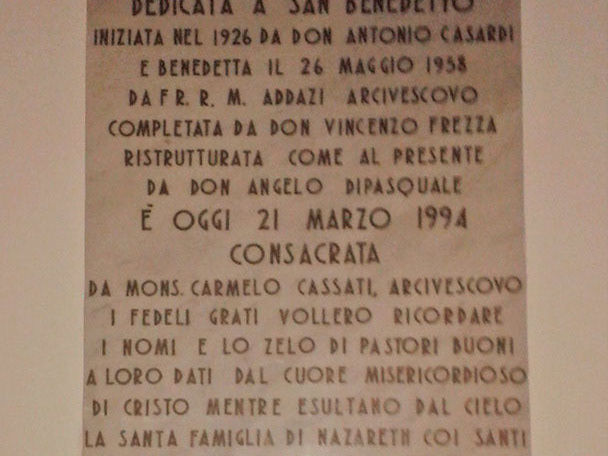 DEDICATA A SAN BENEDETTO
INIZIATA NEL 1926 DA DON ANTONIO CASARDI
E BENEDETTA IL 26 MAGGIO 1958
DA FR. R. M. ADDAZI ARCIVESCOVO
COMPLETATA DA DON VINCENZO FREZZA
RISTRUTTURATA COME AL PRESENTE
DA DON ANGELO DIPASQUALE
È OGGI 21 MARZO 1994
CONSACRATA
DA MONS. CARMELO CASSATI, ARCIVESCOVO
I FEDELI GRATI VOLLERO RICORDARE
I NOMI E LO ZELO DI PASTORI BUONI
A LORO DATI DAL CUORE MISERICORDIOSO
DI CRISTO MENTRE ESULTANO DAL CIELO
LA SANTA FAMIGLIA DI NAZARETH COI SANTI